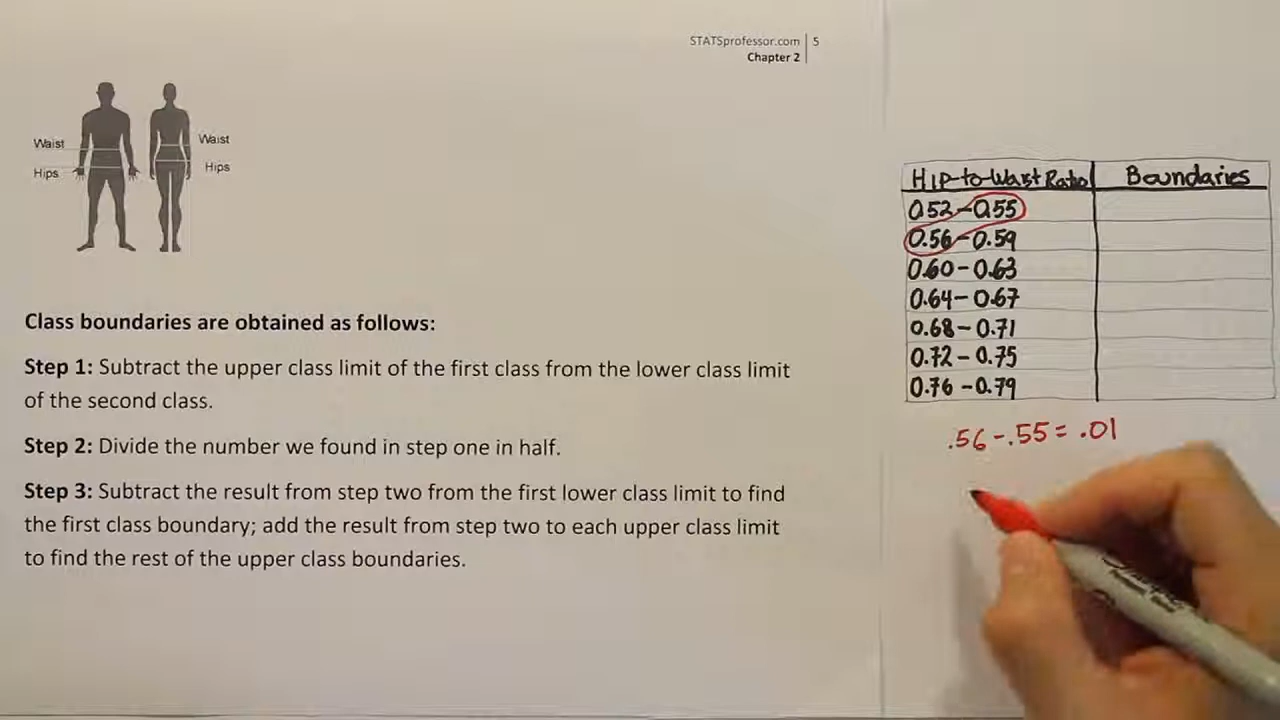 STATSprofessor.com 5
Chapter 2
Waist
Hips
Waist
Hips
Class boundaries are obtained as follows:
Step 1: Subtract the upper class limit of the first class from the lower class limit
of the second class.
Step 2: Divide the number we found in step one in half.
Step 3: Subtract the result from step two from the first lower class limit to find
the first class boundary; add the result from step two to each upper class limit
to find the rest of the upper class boundaries.
Hip-to-Waist Ratio Boundaries
0.52-0.55
0.56-0.59
0.60-0.63
0.64-0.67
0.68-0.71
0.72-0.75
0.76-0.79
.56-.55=.01